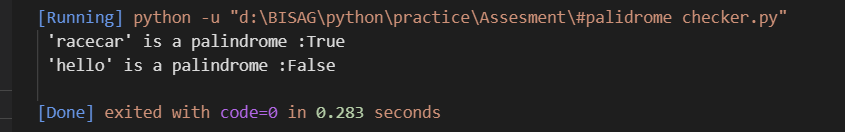 [Running] python -u "d:\BISAG\python\practice\Assesment\#palidrome checker.py"
'racecar' is a palindrome :True
'hello' is a palindrome :False
[Done] exited with code=0 in 0.283 seconds